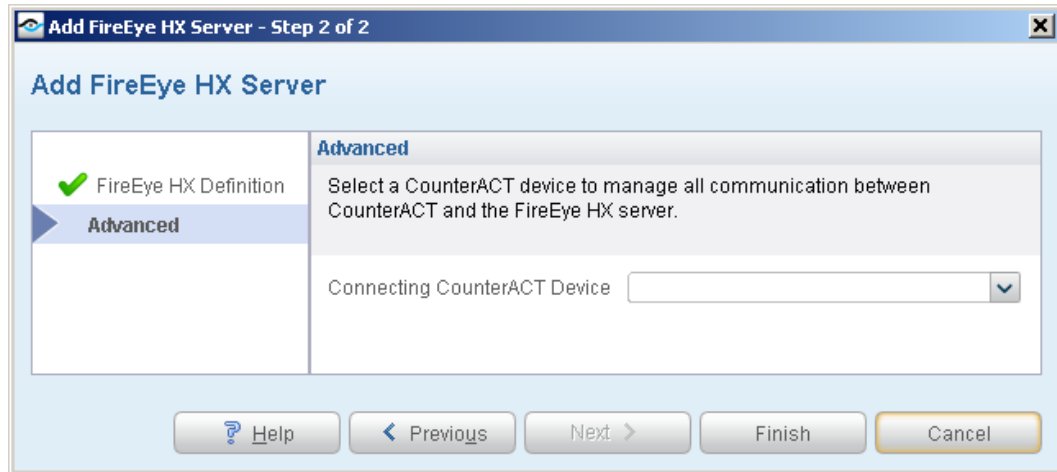 Add FireEye HX Server - Step 2 of 2
Add FireEye HX Server
FireEye HX Definition
Advanced
Advanced
Select a CounterACT device to manage all communication between
CounterACT and the FireEye HX server.
Connecting CounterACT Device
Help
Previous
Next
Finish
Cancel